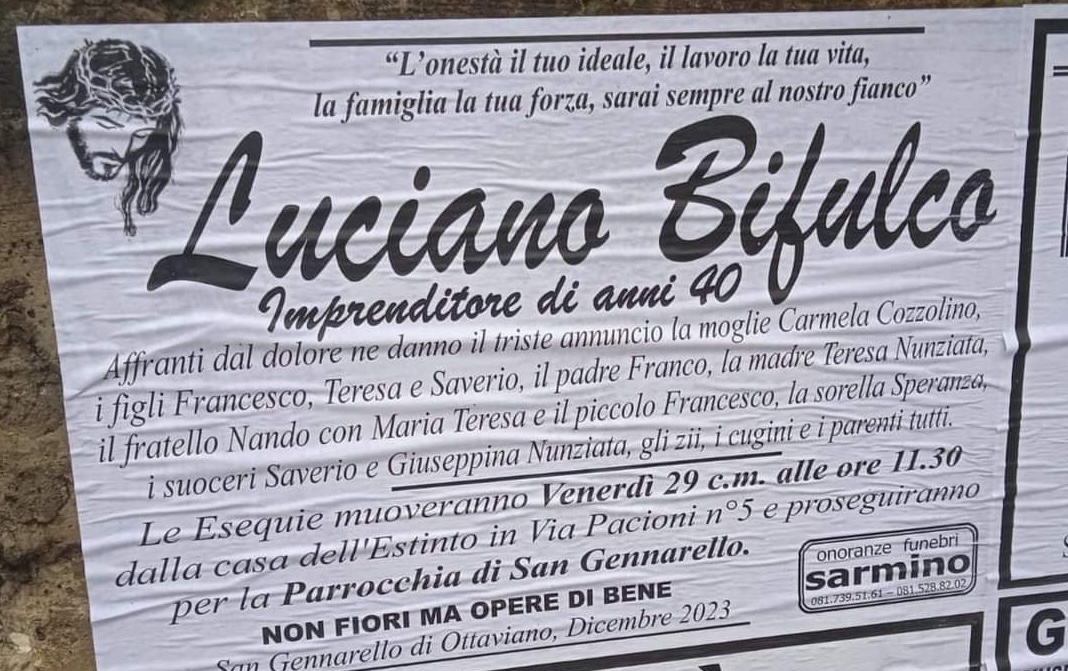 “L'onestà il tuo ideale, il lavoro la tua vita,
la famiglia la tua forza, sarai sempre al nostro fianco”
Luciano Bifulco
Imprenditore di anni 40
Affranti dal dolore ne danno il triste annuncio la moglie Carmela Cozzolino,
i figli Francesco, Teresa e Saverio, il padre Franco, la madre Teresa Nunziata,
il fratello Nando con Maria Teresa e il piccolo Francesco, la sorella Speranza,
i suoceri Saverio e Giuseppina Nunziata, gli zii, i cugini e i parenti tutti.
Le Esequie muoveranno Venerdì 29 c.m. alle ore 11.30
dalla casa dell'Estinto in Via Pacioni n°5 e proseguiranno
per la Parrocchia di San Gennarello.
NON FIORI MA OPERE DI BENE
San Gennarello di Ottaviano, Dicembre 2023
onoranze funebri
sarmino
081.739.51.61 – 081.528.82.02
G